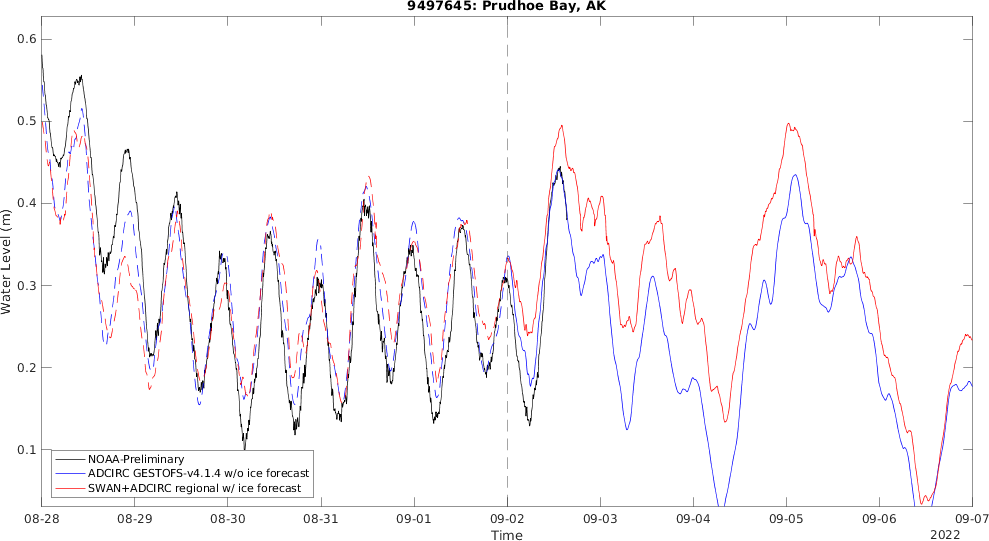 9497645: Prudhoe Bay, AK
Water Level (m)
0.6
0.5
0.4
0.3
0.2
0.1
NOAA-Preliminary
ADCIRC GESTOFS-v4.1.4 w/o ice forecast
SWAN+ADCIRC regional w/ ice forecast
08-28 08-29 08-30 08-31 09-01 09-02 09-03 09-04 09-05 09-06 09-07
Time
2022